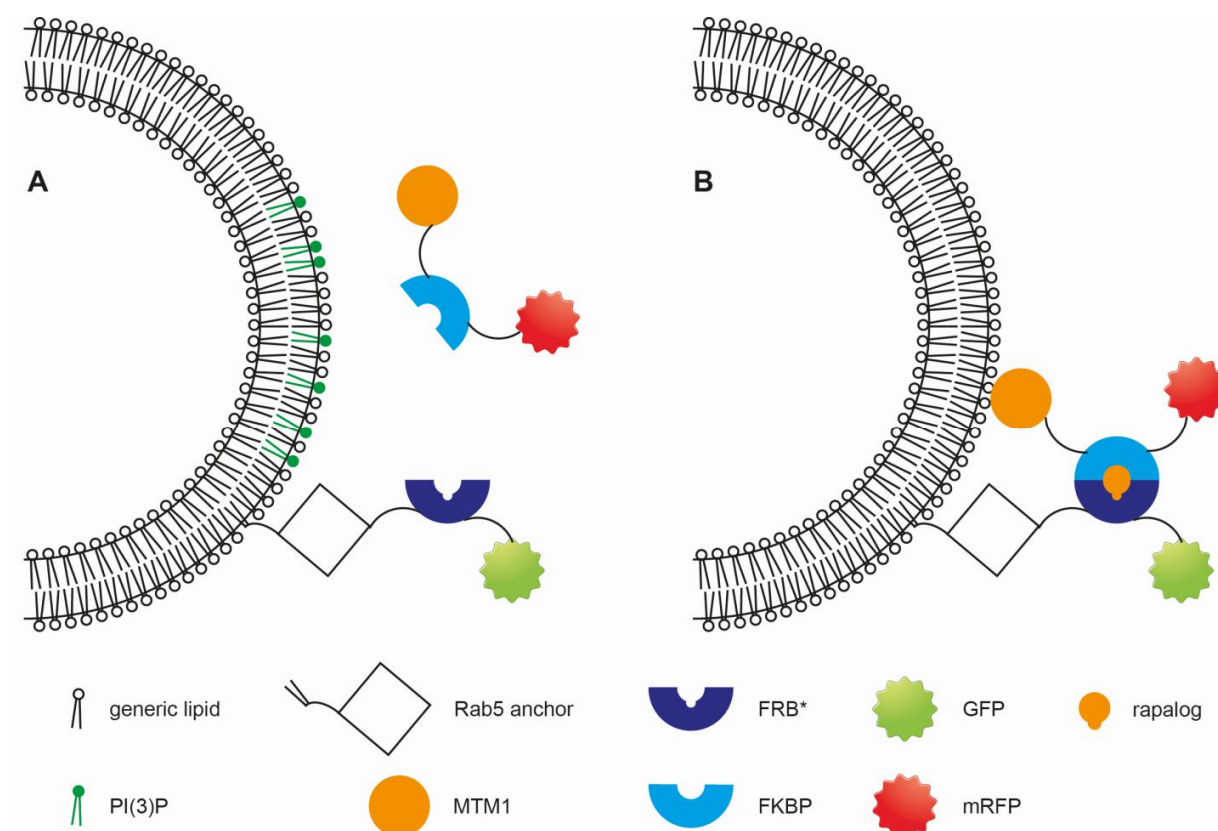 A
B
generic lipid
Rab5 anchor
FRB*
GFP
rapalog
PI(3)P
MTM1
FKBP
mRFP